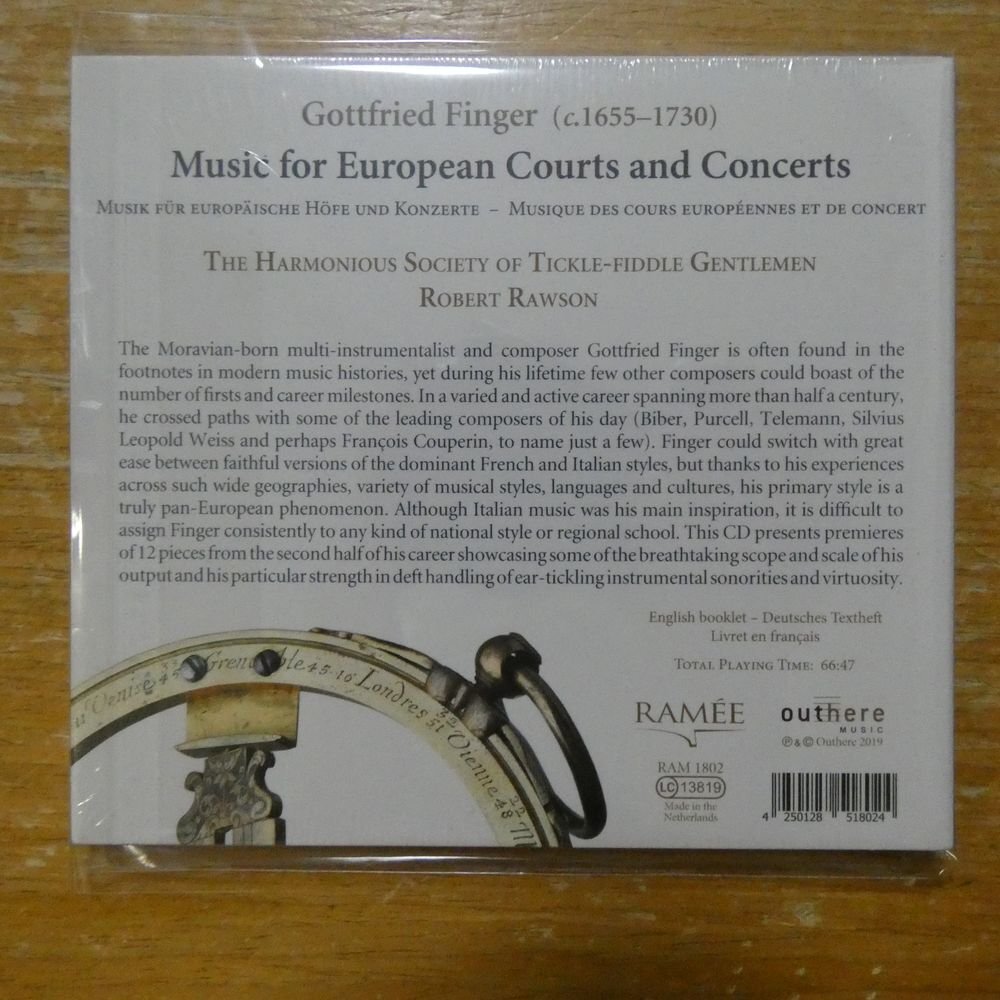 Gottfried Finger (c.1655–1730)
Music for European Courts and Concerts
Musik für europäische Höfe und Konzerte – Musique des cours européennes et de concert
The Harmonious Society of Tickle-fiddle Gentlemen
Robert Rawson
The Moravian-born multi-instrumentalist and composer Gottfried Finger is often found in the
footnotes in modern music histories, yet during his lifetime few other composers could boast of the
number of firsts and career milestones. In a varied and active career spanning more than half a century,
he crossed paths with some of the leading composers of his day (Biber, Purcell, Telemann, Silvius
Leopold Weiss and perhaps François Couperin, to name just a few). Finger could switch with great
ease between faithful versions of the dominant French and Italian styles, but thanks to his experiences
across such wide geographies, variety of musical styles, languages and cultures, his primary style is a
truly pan-European phenomenon. Although Italian music was his main inspiration, it is difficult to
assign Finger consistently to any kind of national style or regional school. This CD presents premieres
of 12 pieces from the second half of his career showcasing some of the breathtaking scope and scale of his
output and his particular strength in deft handling of ear-tickling instrumental sonorities and virtuosity.
English booklet – Deutsches Textheft
Livret en français
Total Playing Time: 66:47
Venise 45 33 Grenoble 45·16 Londres 51 32 Vienne 48 22 M
RAMÉE
outhere
MUSIC
℗ & © Outhere 2019
RAM 1802
LC 13819
Made in the
Netherlands
4 250128 518024